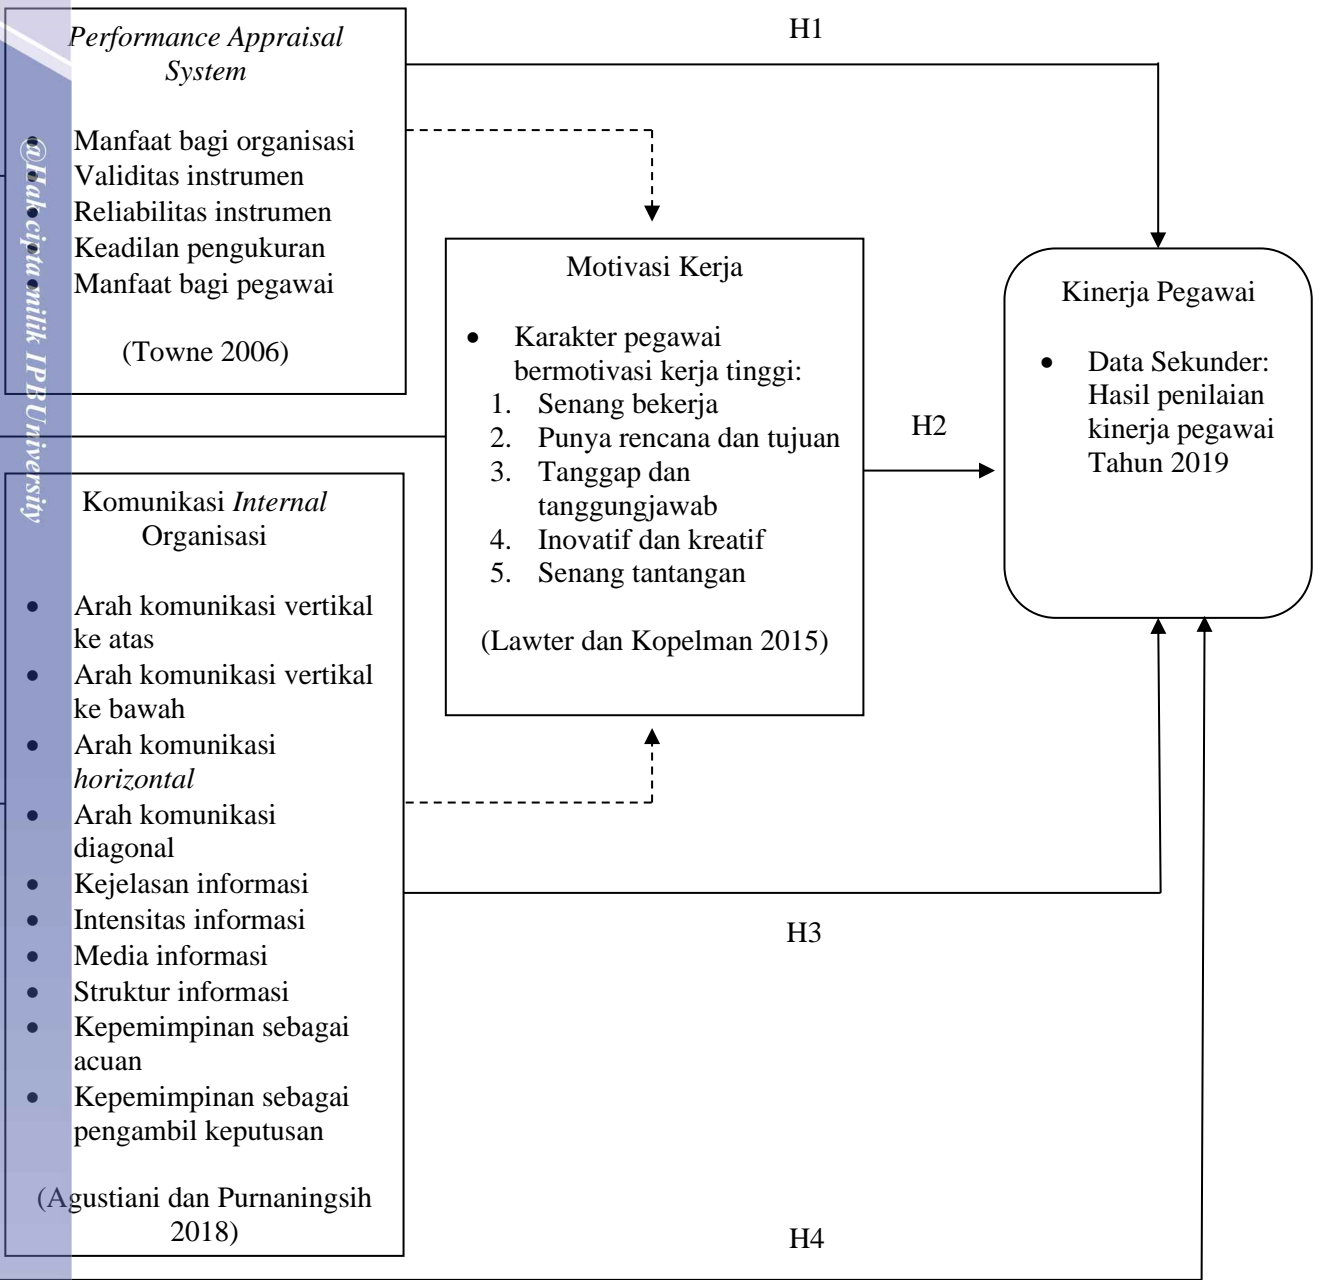 Performance Appraisal
System
• Manfaat bagi organisasi
• Validitas instrumen
• Reliabilitas instrumen
• Keadilan pengukuran
• Manfaat bagi pegawai
(Towne 2006)
H1
Motivasi Kerja
• Karakter pegawai
bermotivasi kerja tinggi:
1. Senang bekerja
2. Punya rencana dan tujuan
3. Tanggap dan
tanggungjawab
4. Inovatif dan kreatif
5. Senang tantangan
(Lawter dan Kopelman 2015)
H2
Kinerja Pegawai
• Data Sekunder:
Hasil penilaian
kinerja pegawai
Tahun 2019
Komunikasi Internal
Organisasi
• Arah komunikasi vertikal
ke atas
• Arah komunikasi vertikal
ke bawah
• Arah komunikasi
horizontal
• Arah komunikasi
diagonal
• Kejelasan informasi
• Intensitas informasi
• Media informasi
• Struktur informasi
• Kepemimpinan sebagai
acuan
• Kepemimpinan sebagai
pengambil keputusan
(Agustiani dan Purnaningsih
2018)
H3
H4
@Hak cipta milik IPB University